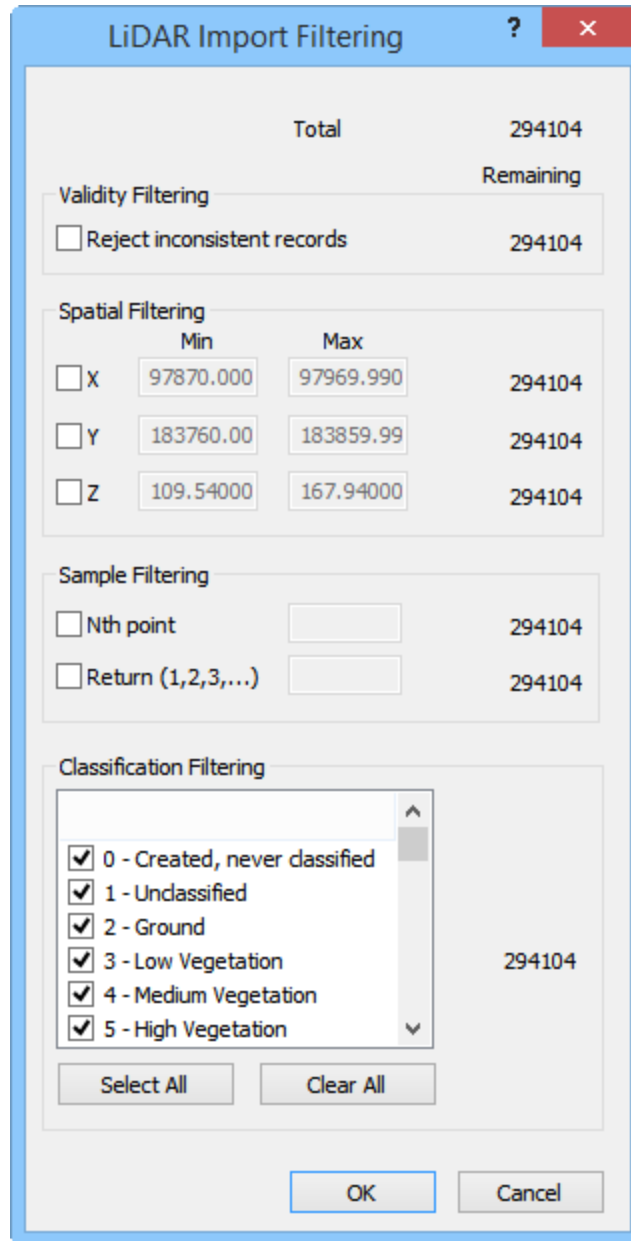 LiDAR Import Filtering ?
Total 294104
Remaining
Validity Filtering
Reject inconsistent records 294104
Spatial Filtering
Min Max
X 97870.000 97969.990 294104
Y 183760.00 183859.99 294104
Z 109.54000 167.94000 294104
Sample Filtering
Nth point 294104
Return (1,2,3,...) 294104
Classification Filtering
0 - Created, never classified
1 - Unclassified
2 - Ground
3 - Low Vegetation 294104
4 - Medium Vegetation
5 - High Vegetation
Select All Clear All
OK Cancel